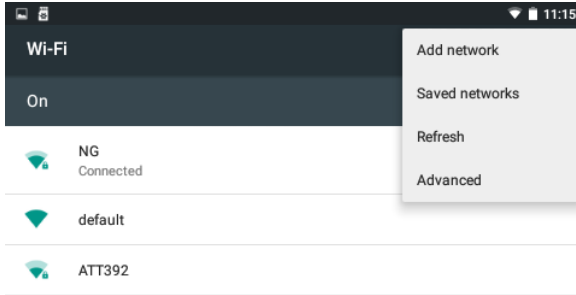 11:15
Wi-Fi
Add network
On
Saved networks
Refresh
Advanced
NG
Connected
default
ATT392